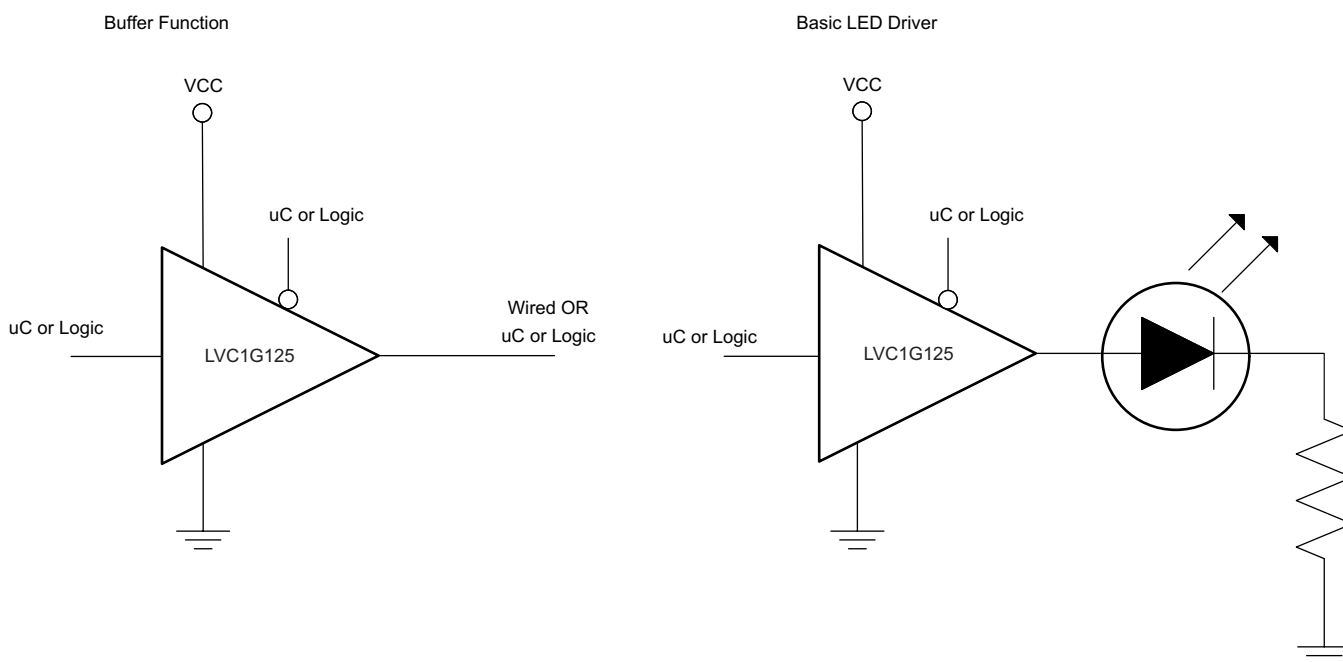 Buffer Function
VCC
uC or Logic
uC or Logic
LVC1G125
Wired OR
uC or Logic
Basic LED Driver
VCC
uC or Logic
uC or Logic
LVC1G125